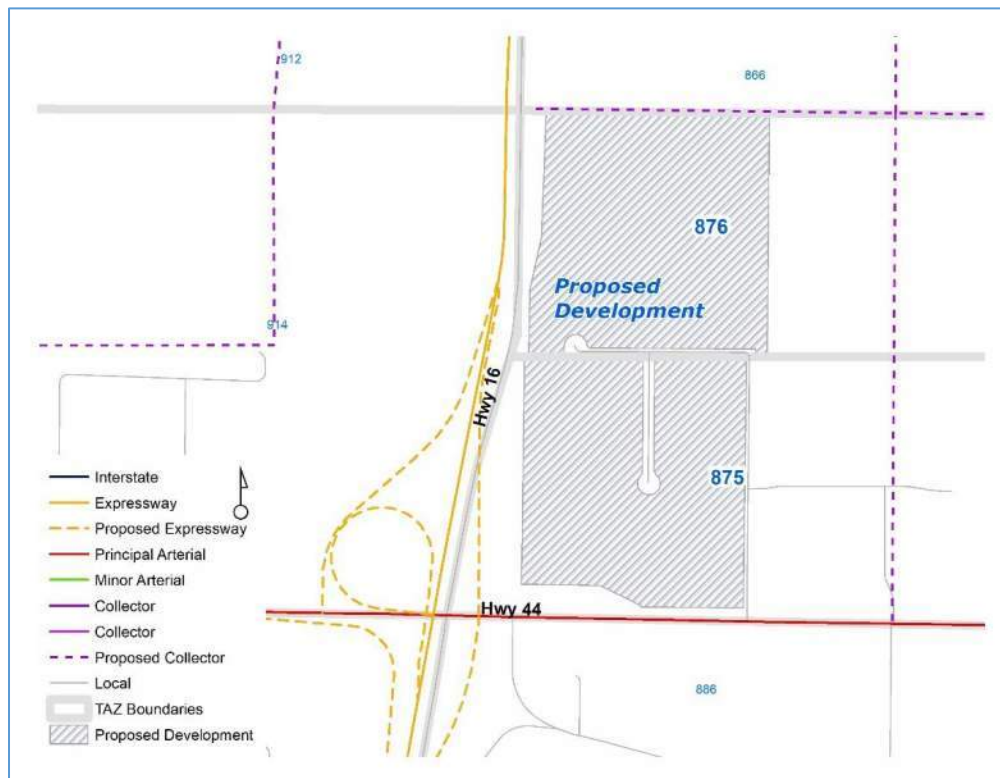 912
866
876
Proposed
Development
914
Hwy 16
875
Hwy 44
886
Interstate
Expressway
Proposed Expressway
Principal Arterial
Minor Arterial
Collector
Collector
Proposed Collector
Local
TAZ Boundaries
Proposed Development